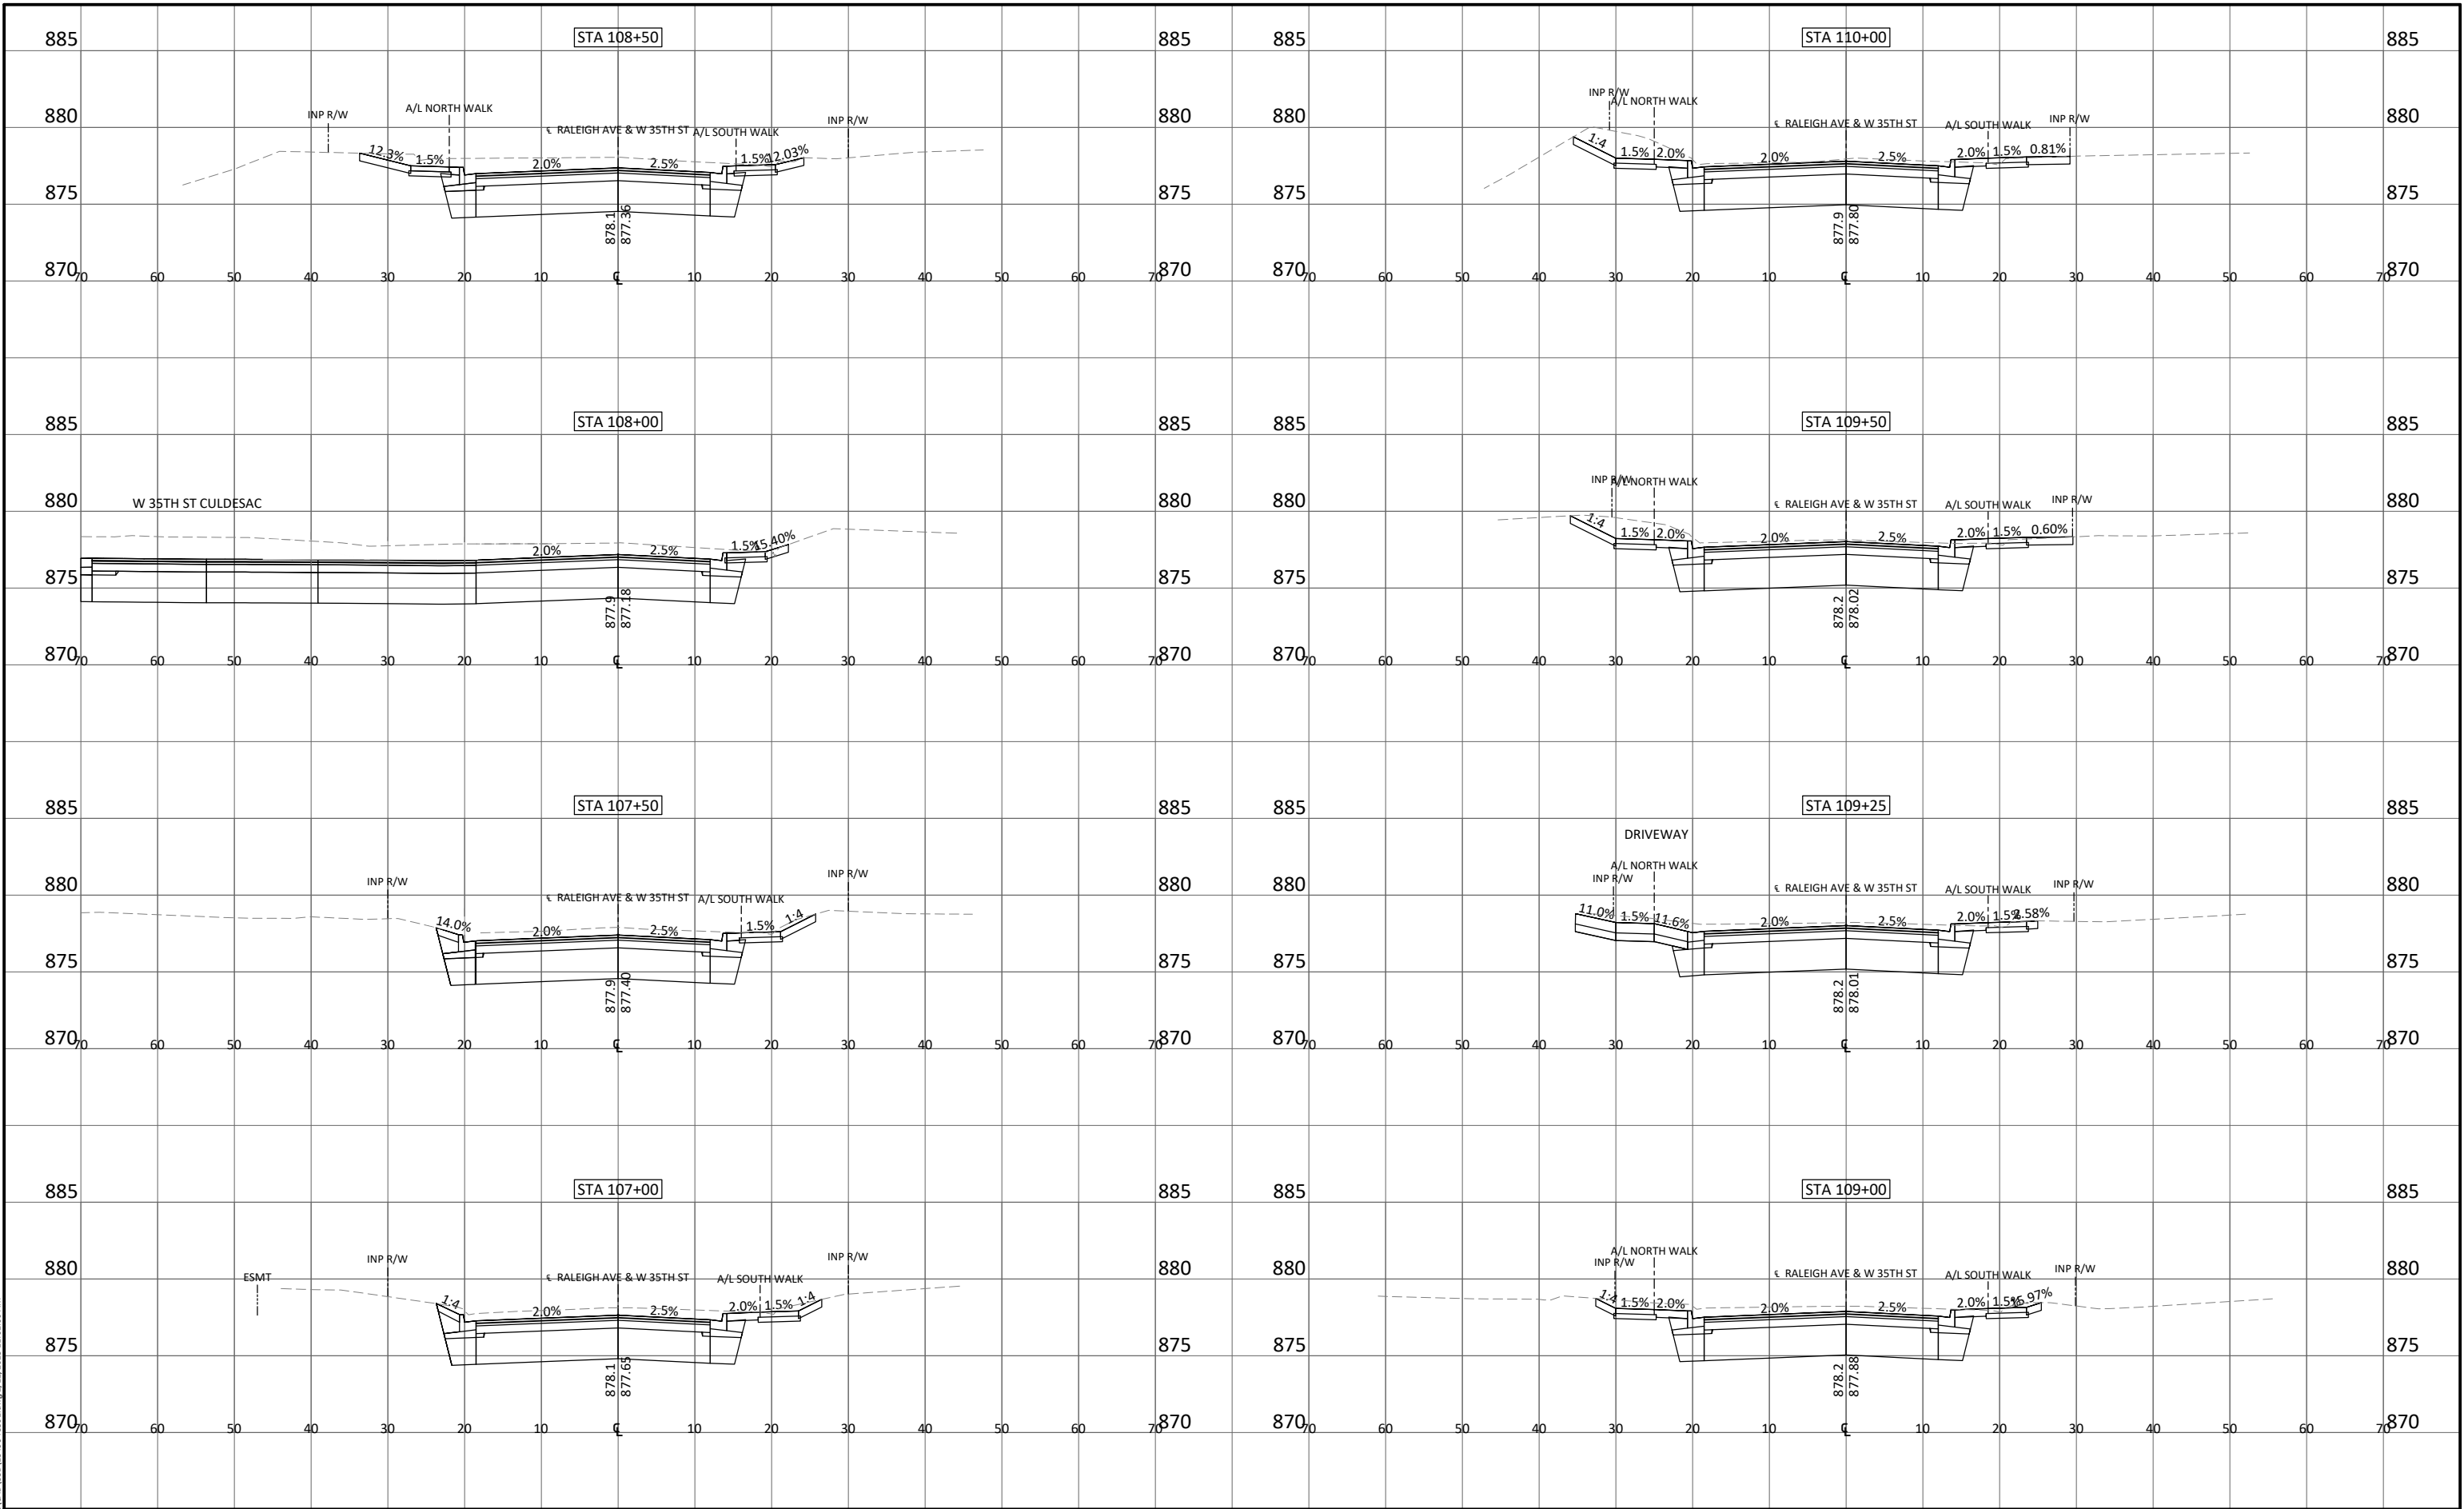 STA 108+50
885 885
INP R/W A/L NORTH WALK ℄ RALEIGH AVE & W 35TH ST A/L SOUTH WALK INP R/W
880 880
12.3% 1.5% 2.0% 2.5% 1.5% 12.03%
875 875
878.1 877.36
870 870
70 60 50 40 30 20 10 ℄ 10 20 30 40 50 60 70
STA 108+00
885 885
W 35TH ST CULDESAC
880 880
2.0% 2.5% 1.5% 15.40%
875 875
877.9 877.18
870 870
70 60 50 40 30 20 10 ℄ 10 20 30 40 50 60 70
STA 107+50
885 885
INP R/W ℄ RALEIGH AVE & W 35TH ST A/L SOUTH WALK INP R/W
880 880
14.0% 2.0% 2.5% 1.5% 1:4
875 875
877.9 877.40
870 870
70 60 50 40 30 20 10 ℄ 10 20 30 40 50 60 70
STA 107+00
885 885
ESMT INP R/W ℄ RALEIGH AVE & W 35TH ST A/L SOUTH WALK INP R/W
880 880
1:4 2.0% 2.5% 2.0% 1.5% 1:4
875 875
878.1 877.65
870 870
70 60 50 40 30 20 10 ℄ 10 20 30 40 50 60 70
STA 110+00
885 885
INP R/W A/L NORTH WALK ℄ RALEIGH AVE & W 35TH ST A/L SOUTH WALK INP R/W
880 880
1:4 1.5% 2.0% 2.0% 2.5% 2.0% 1.5% 0.81%
875 875
877.9 877.80
870 870
70 60 50 40 30 20 10 ℄ 10 20 30 40 50 60 70
STA 109+50
885 885
INP R/W A/L NORTH WALK ℄ RALEIGH AVE & W 35TH ST A/L SOUTH WALK INP R/W
880 880
1:4 1.5% 2.0% 2.0% 2.5% 2.0% 1.5% 0.60%
875 875
878.2 878.02
870 870
70 60 50 40 30 20 10 ℄ 10 20 30 40 50 60 70
STA 109+25
885 885
DRIVEWAY
INP R/W A/L NORTH WALK ℄ RALEIGH AVE & W 35TH ST A/L SOUTH WALK INP R/W
880 880
11.0% 1.5% 11.6% 2.0% 2.5% 2.0% 1.5%
875 875
878.2 878.01
870 870
70 60 50 40 30 20 10 ℄ 10 20 30 40 50 60 70
STA 109+00
885 885
INP R/W A/L NORTH WALK ℄ RALEIGH AVE & W 35TH ST A/L SOUTH WALK INP R/W
880 880
1:4 1.5% 2.0% 2.0% 2.5% 2.0% 1.5%
875 875
878.2 877.88
870 870
70 60 50 40 30 20 10 ℄ 10 20 30 40 50 60 70